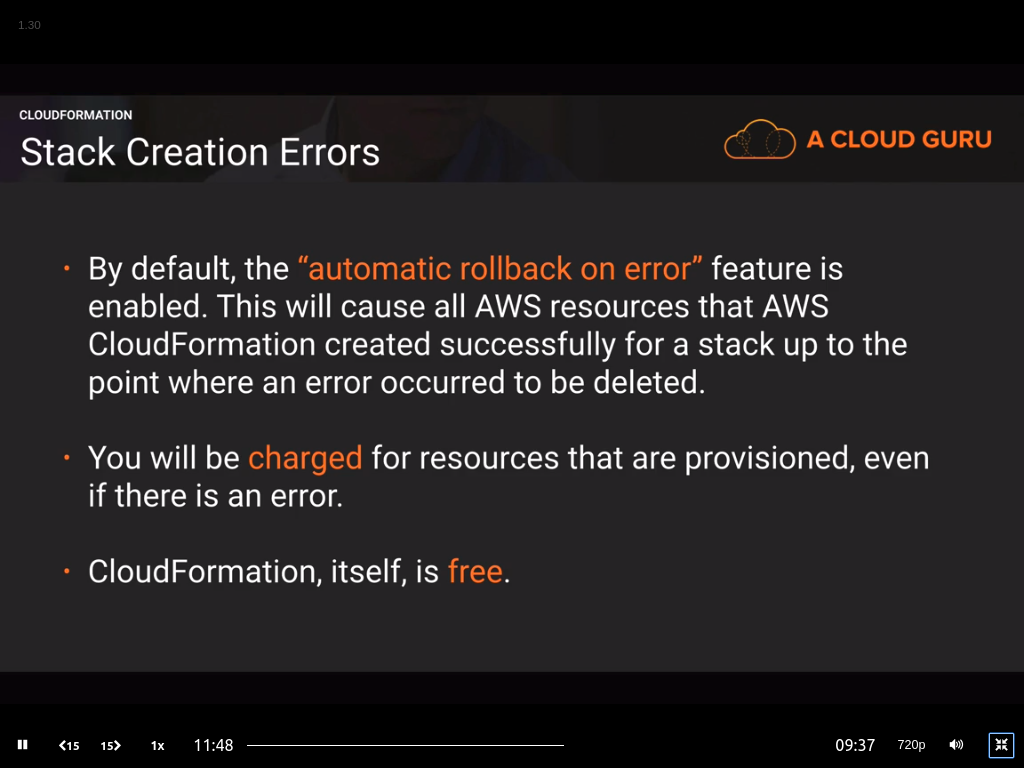 1.30
CLOUDFORMATION
Stack Creation Errors
A CLOUD GURU
• By default, the “automatic rollback on error” feature is
enabled. This will cause all AWS resources that AWS
CloudFormation created successfully for a stack up to the
point where an error occurred to be deleted.
• You will be charged for resources that are provisioned, even
if there is an error.
• CloudFormation, itself, is free.
15 15 1x 11:48 09:37 720p